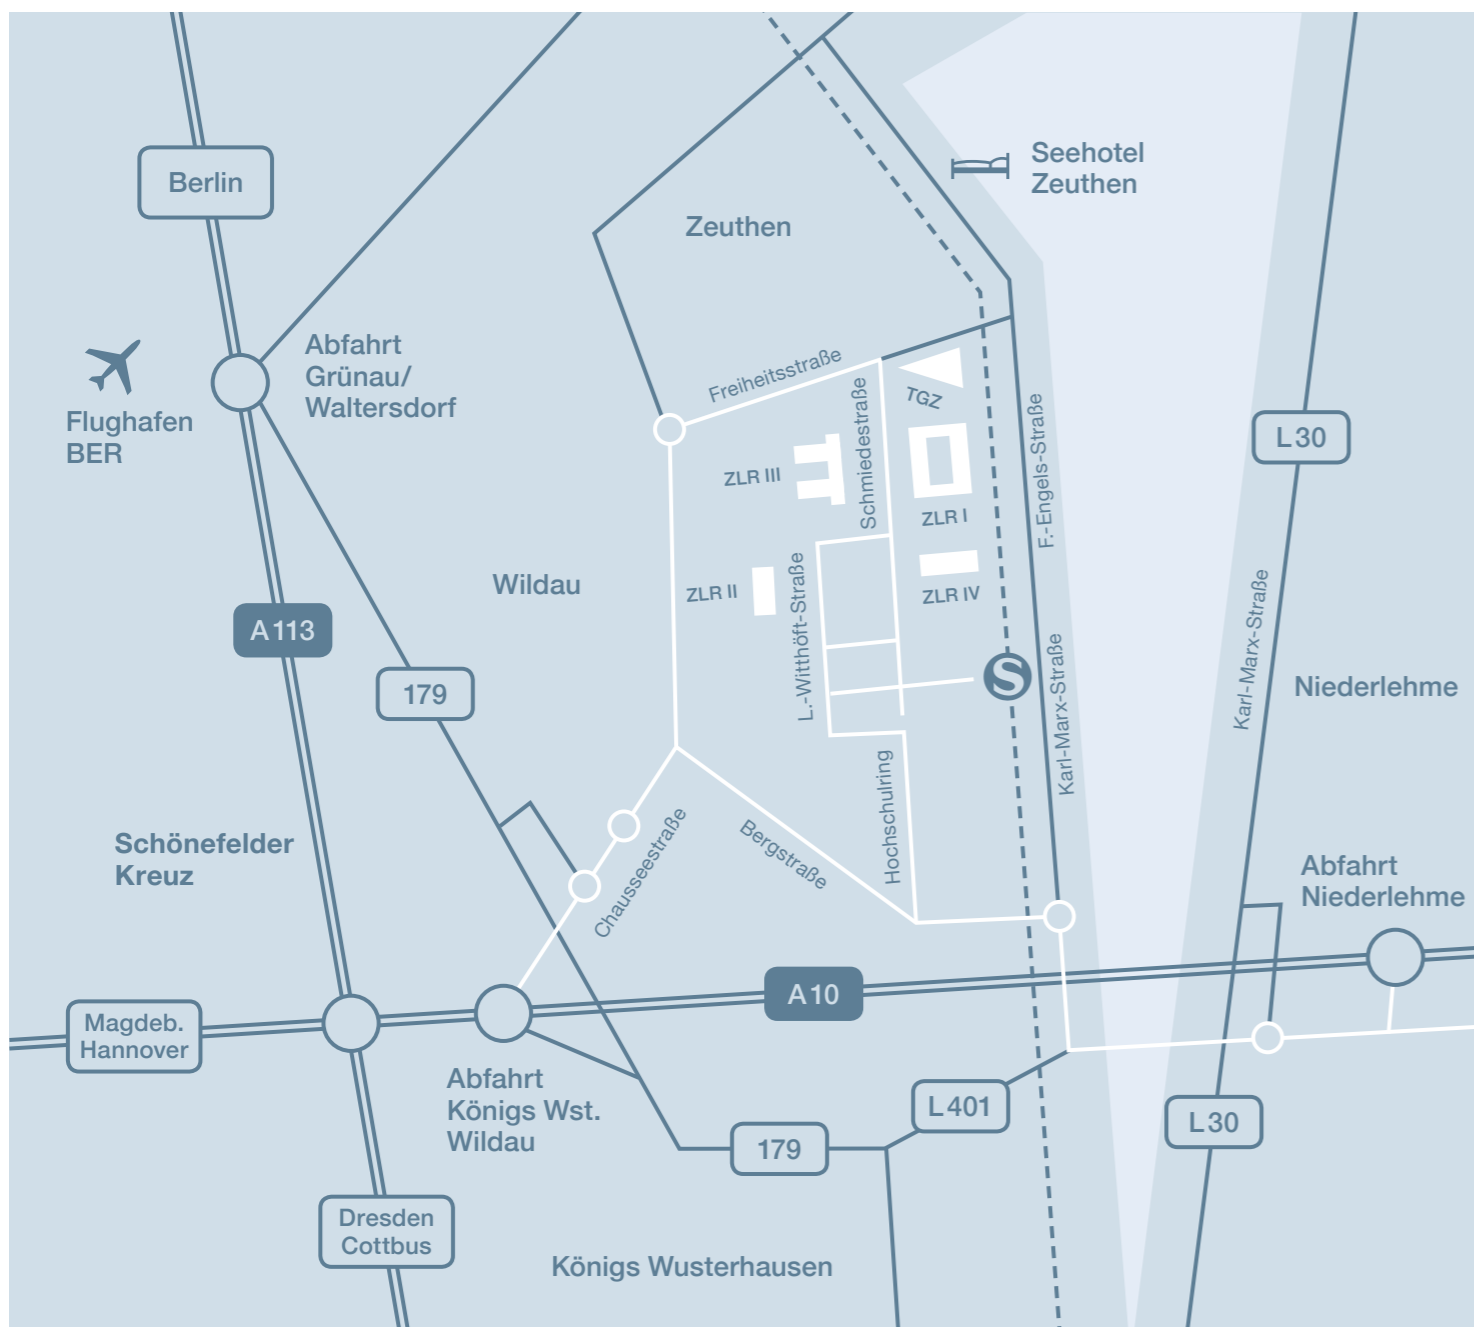 Berlin
Seehotel
Zeuthen
Zeuthen
Abfahrt
Grünau/
Waltersdorf
Flughafen
BER
Freiheitsstraße
TGZ
Schmiedestraße
F.-Engels-Straße
L30
ZLR III
ZLR I
Wildau
ZLR II
ZLR IV
L.-Witthöft-Straße
A113
179
S
Karl-Marx-Straße
Karl-Marx-Straße
Niederlehme
Schönefelder
Kreuz
Chausseestraße
Bergstraße
Hochschulring
Abfahrt
Niederlehme
A10
Magdeb.
Hannover
Abfahrt
Königs Wst.
Wildau
L401
L30
179
Dresden
Cottbus
Königs Wusterhausen